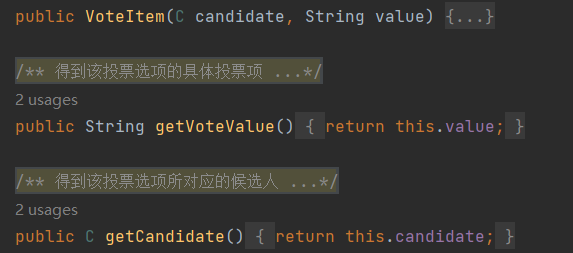 public VoteItem(C candidate, String value) {...}
/** 得到该投票选项的具体投票项 ...*/
2 usages
public String getVoteValue() { return this.value; }
/** 得到该投票选项所对应的候选人 ...*/
2 usages
public C getCandidate() { return this.candidate; }